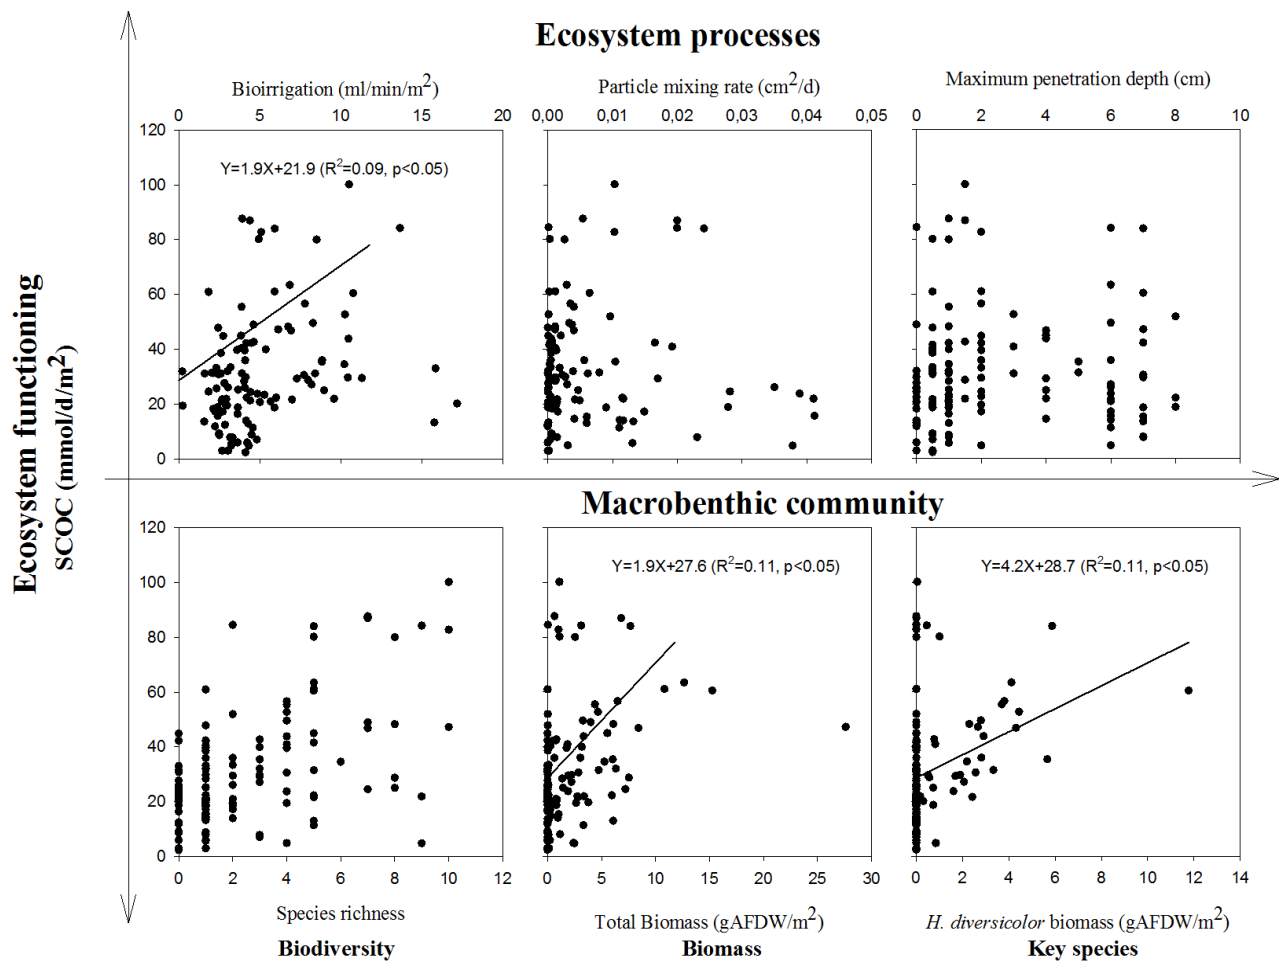 Ecosystem processes
Bioirrigation (ml/min/m2)
Particle mixing rate (cm2/d)
Maximum penetration depth (cm)
0 5 10 15 20
0,00 0,01 0,02 0,03 0,04 0,05
0 2 4 6 8 10
120
100
80
60
40
20
0
Y=1.9X+21.9 (R2=0.09, p<0.05)
Ecosystem functioning
SCOC (mmol/d/m2)
Macrobenthic community
120
100
80
60
40
20
0
Y=1.9X+27.6 (R2=0.11, p<0.05)
Y=4.2X+28.7 (R2=0.11, p<0.05)
0 2 4 6 8 10 12
0 5 10 15 20 25 30
0 2 4 6 8 10 12 14
Species richness
Total Biomass (gAFDW/m2)
H. diversicolor biomass (gAFDW/m2)
Biodiversity
Biomass
Key species